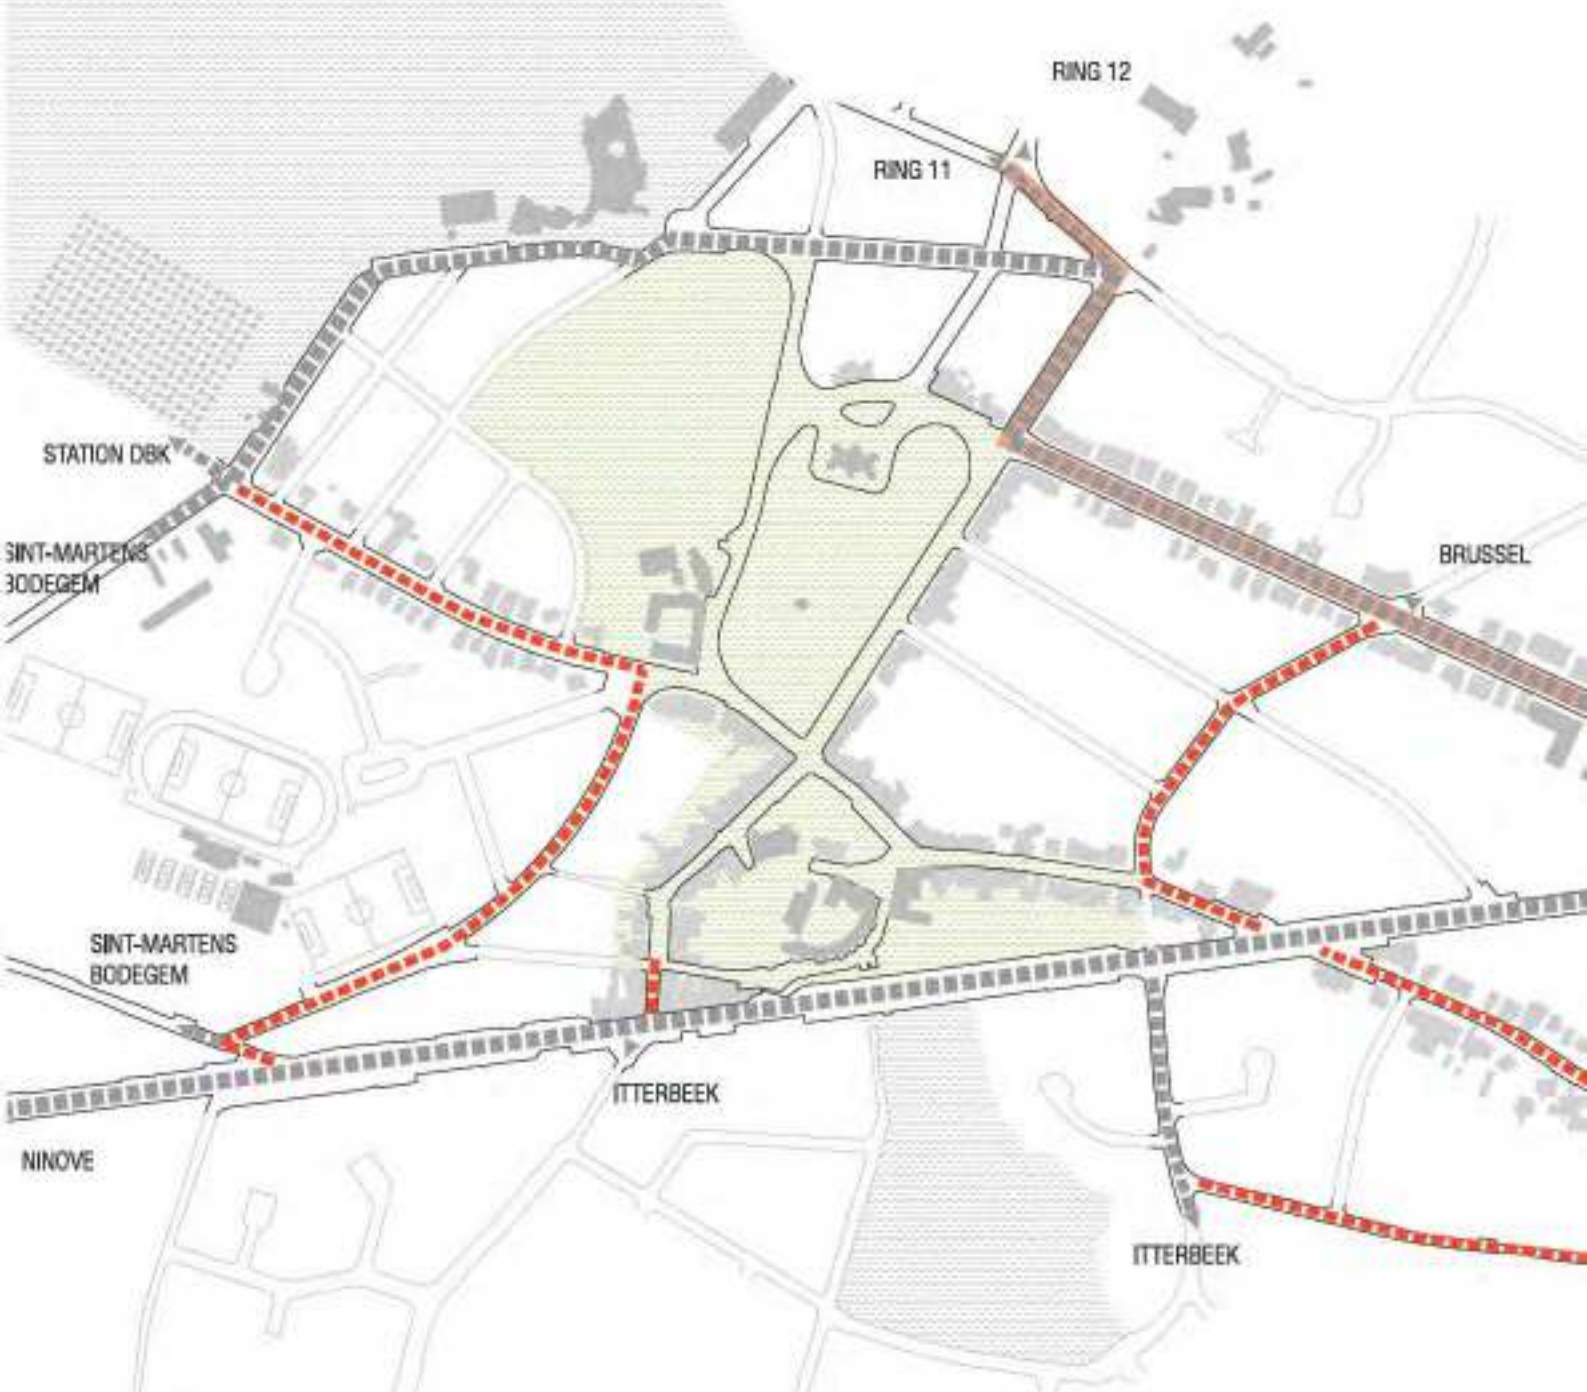 RING 12
RING 11
STATION DBK
SINT-MARTENS
BODEGEM
BRUSSEL
SINT-MARTENS
BODEGEM
ITTERBEEK
NINOVE
ITTERBEEK